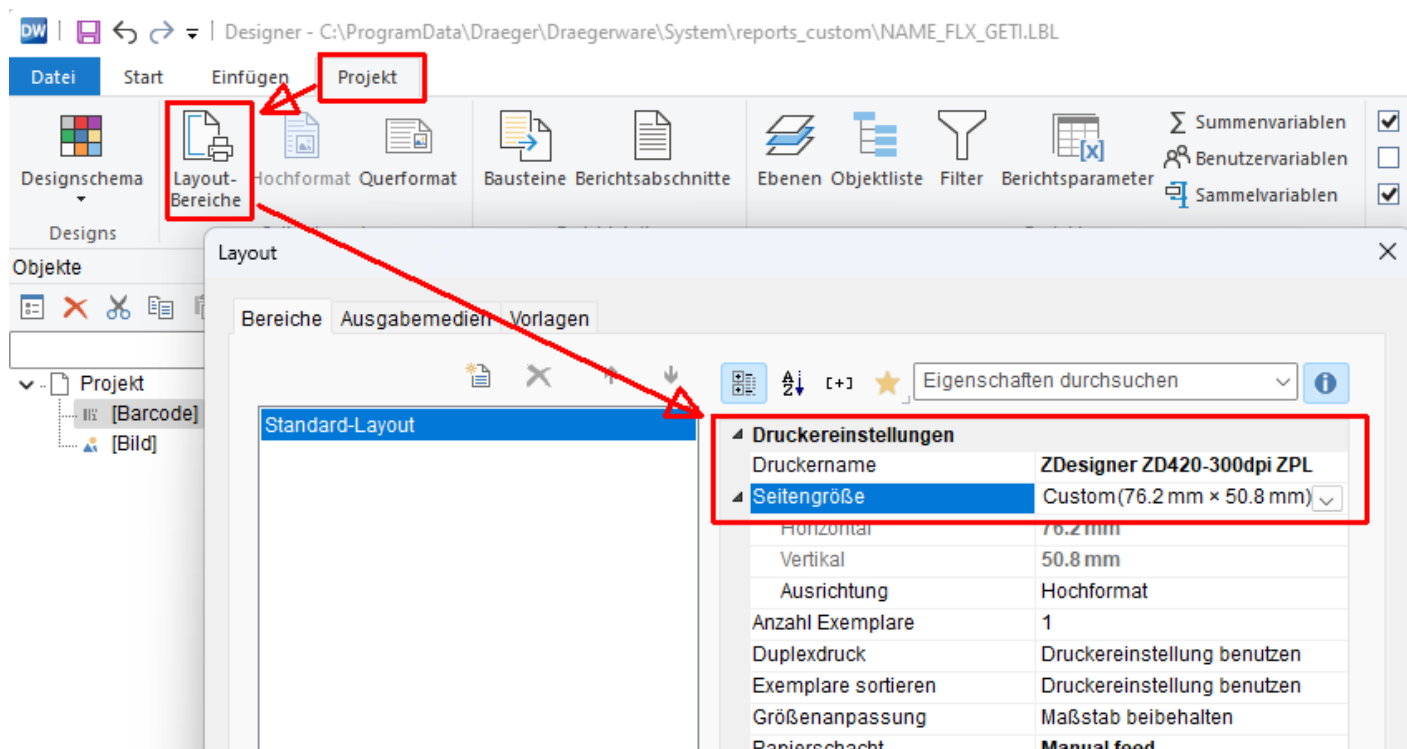 DW Designer - C:\ProgramData\Draeger\Draegerware\System\reports_custom\NAME_FLX_GETI.LBL
Datei Start Einfügen Projekt
Designschema
Layout-
Bereiche
Hochformat Querformat
Bausteine Berichtsabschnitte
Ebenen Objektliste Filter Berichtsparameter
Summenvariablen
Benutzervariablen
Sammelvariablen
Designs
Objekte
Projekt
[Barcode]
[Bild]
Layout
Bereiche Ausgabemedien Vorlagen
Eigenschaften durchsuchen
Standard-Layout
Druckereinstellungen
Druckername ZDesigner ZD420-300dpi ZPL
Seitengröße Custom (76.2 mm × 50.8 mm)
Horizontal 76.2 mm
Vertikal 50.8 mm
Ausrichtung Hochformat
Anzahl Exemplare 1
Duplexdruck Druckereinstellung benutzen
Exemplare sortieren Druckereinstellung benutzen
Größenanpassung Maßstab beibehalten
Papierschacht Manual feed